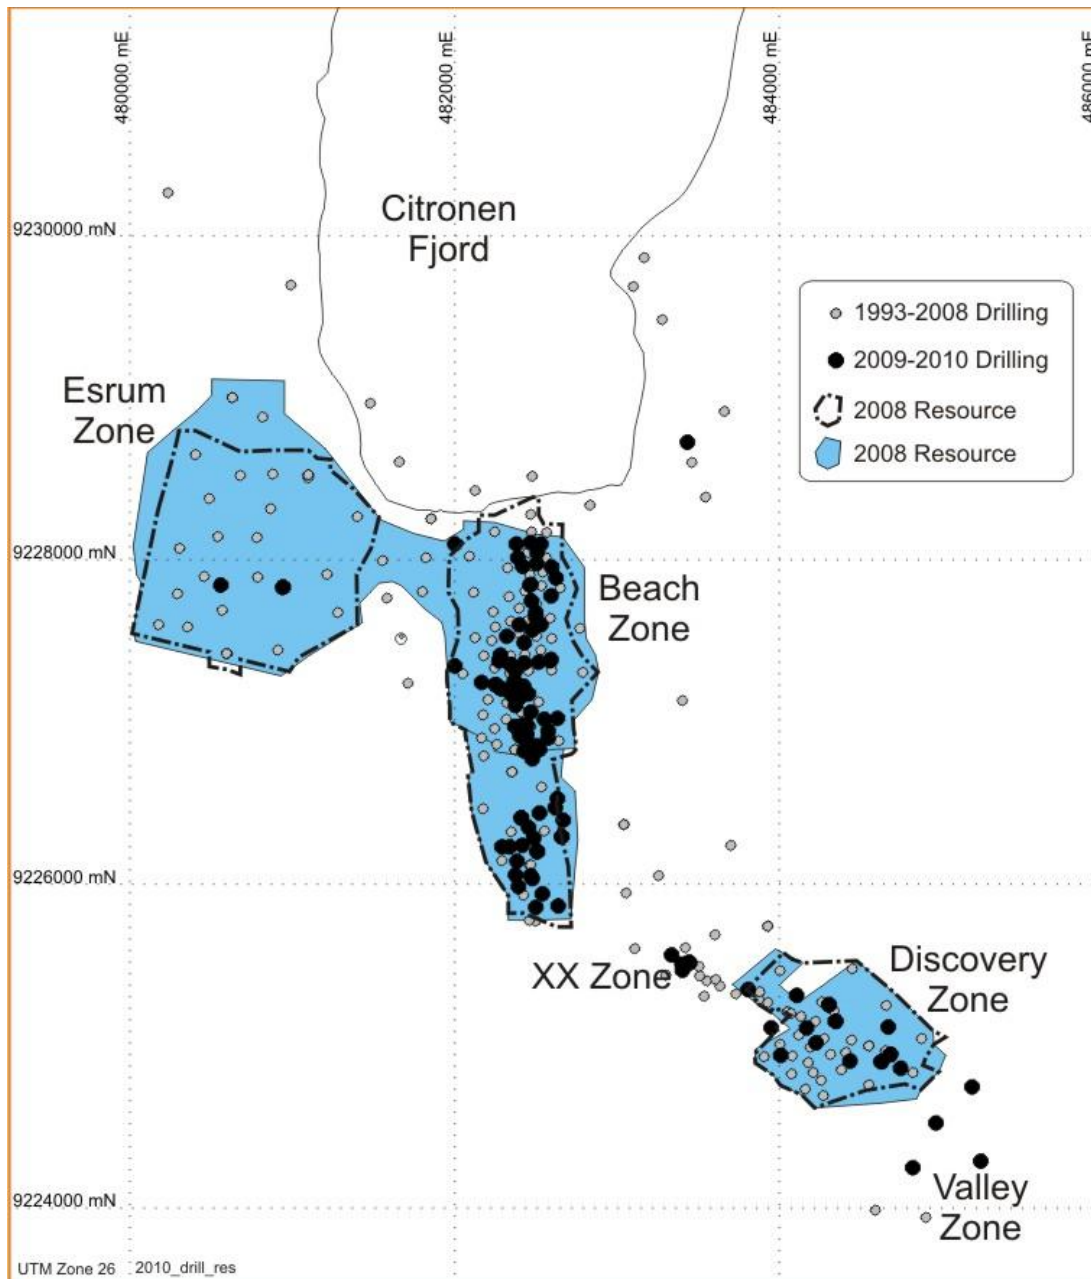 480000 mE
482000 mE
484000 mE
486000 mE
Citronen
Fjord
9230000 mN
1993-2008 Drilling
2009-2010 Drilling
2008 Resource
2008 Resource
Esrum
Zone
9228000 mN
Beach
Zone
9226000 mN
XX Zone
Discovery
Zone
Valley
Zone
9224000 mN
UTM Zone 26 2010_drill_res